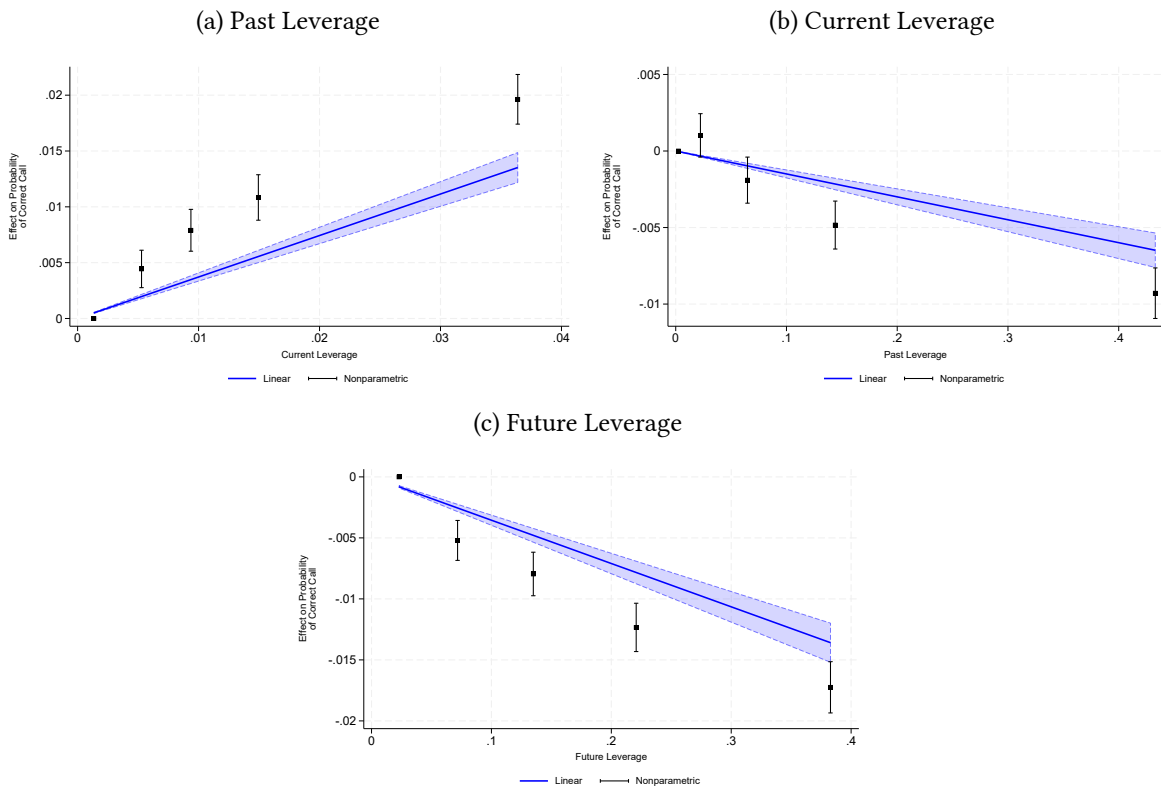 (a) Past Leverage
Effect on Probability
of Correct Call
.02
.015
.01
.005
0
0 .01 .02 .03 .04
Current Leverage
Linear Nonparametric
(b) Current Leverage
Effect on Probability
of Correct Call
.005
0
-.005
-.01
0 .1 .2 .3 .4
Past Leverage
Linear Nonparametric
(c) Future Leverage
Effect on Probability
of Correct Call
0
-.005
-.01
-.015
-.02
0 .1 .2 .3 .4
Future Leverage
Linear Nonparametric